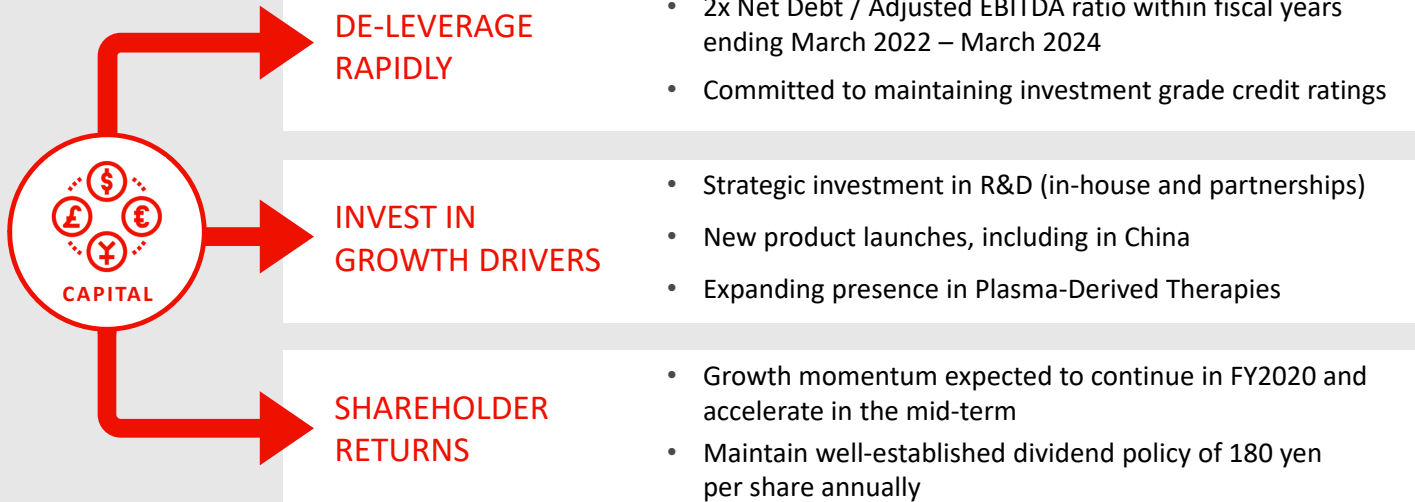 DE-LEVERAGE
RAPIDLY
• 2x Net Debt / Adjusted EBITDA ratio within fiscal years
ending March 2022 – March 2024
• Committed to maintaining investment grade credit ratings
$
£ €
¥
CAPITAL
INVEST IN
GROWTH DRIVERS
• Strategic investment in R&D (in-house and partnerships)
• New product launches, including in China
• Expanding presence in Plasma-Derived Therapies
SHAREHOLDER
RETURNS
• Growth momentum expected to continue in FY2020 and
accelerate in the mid-term
• Maintain well-established dividend policy of 180 yen
per share annually